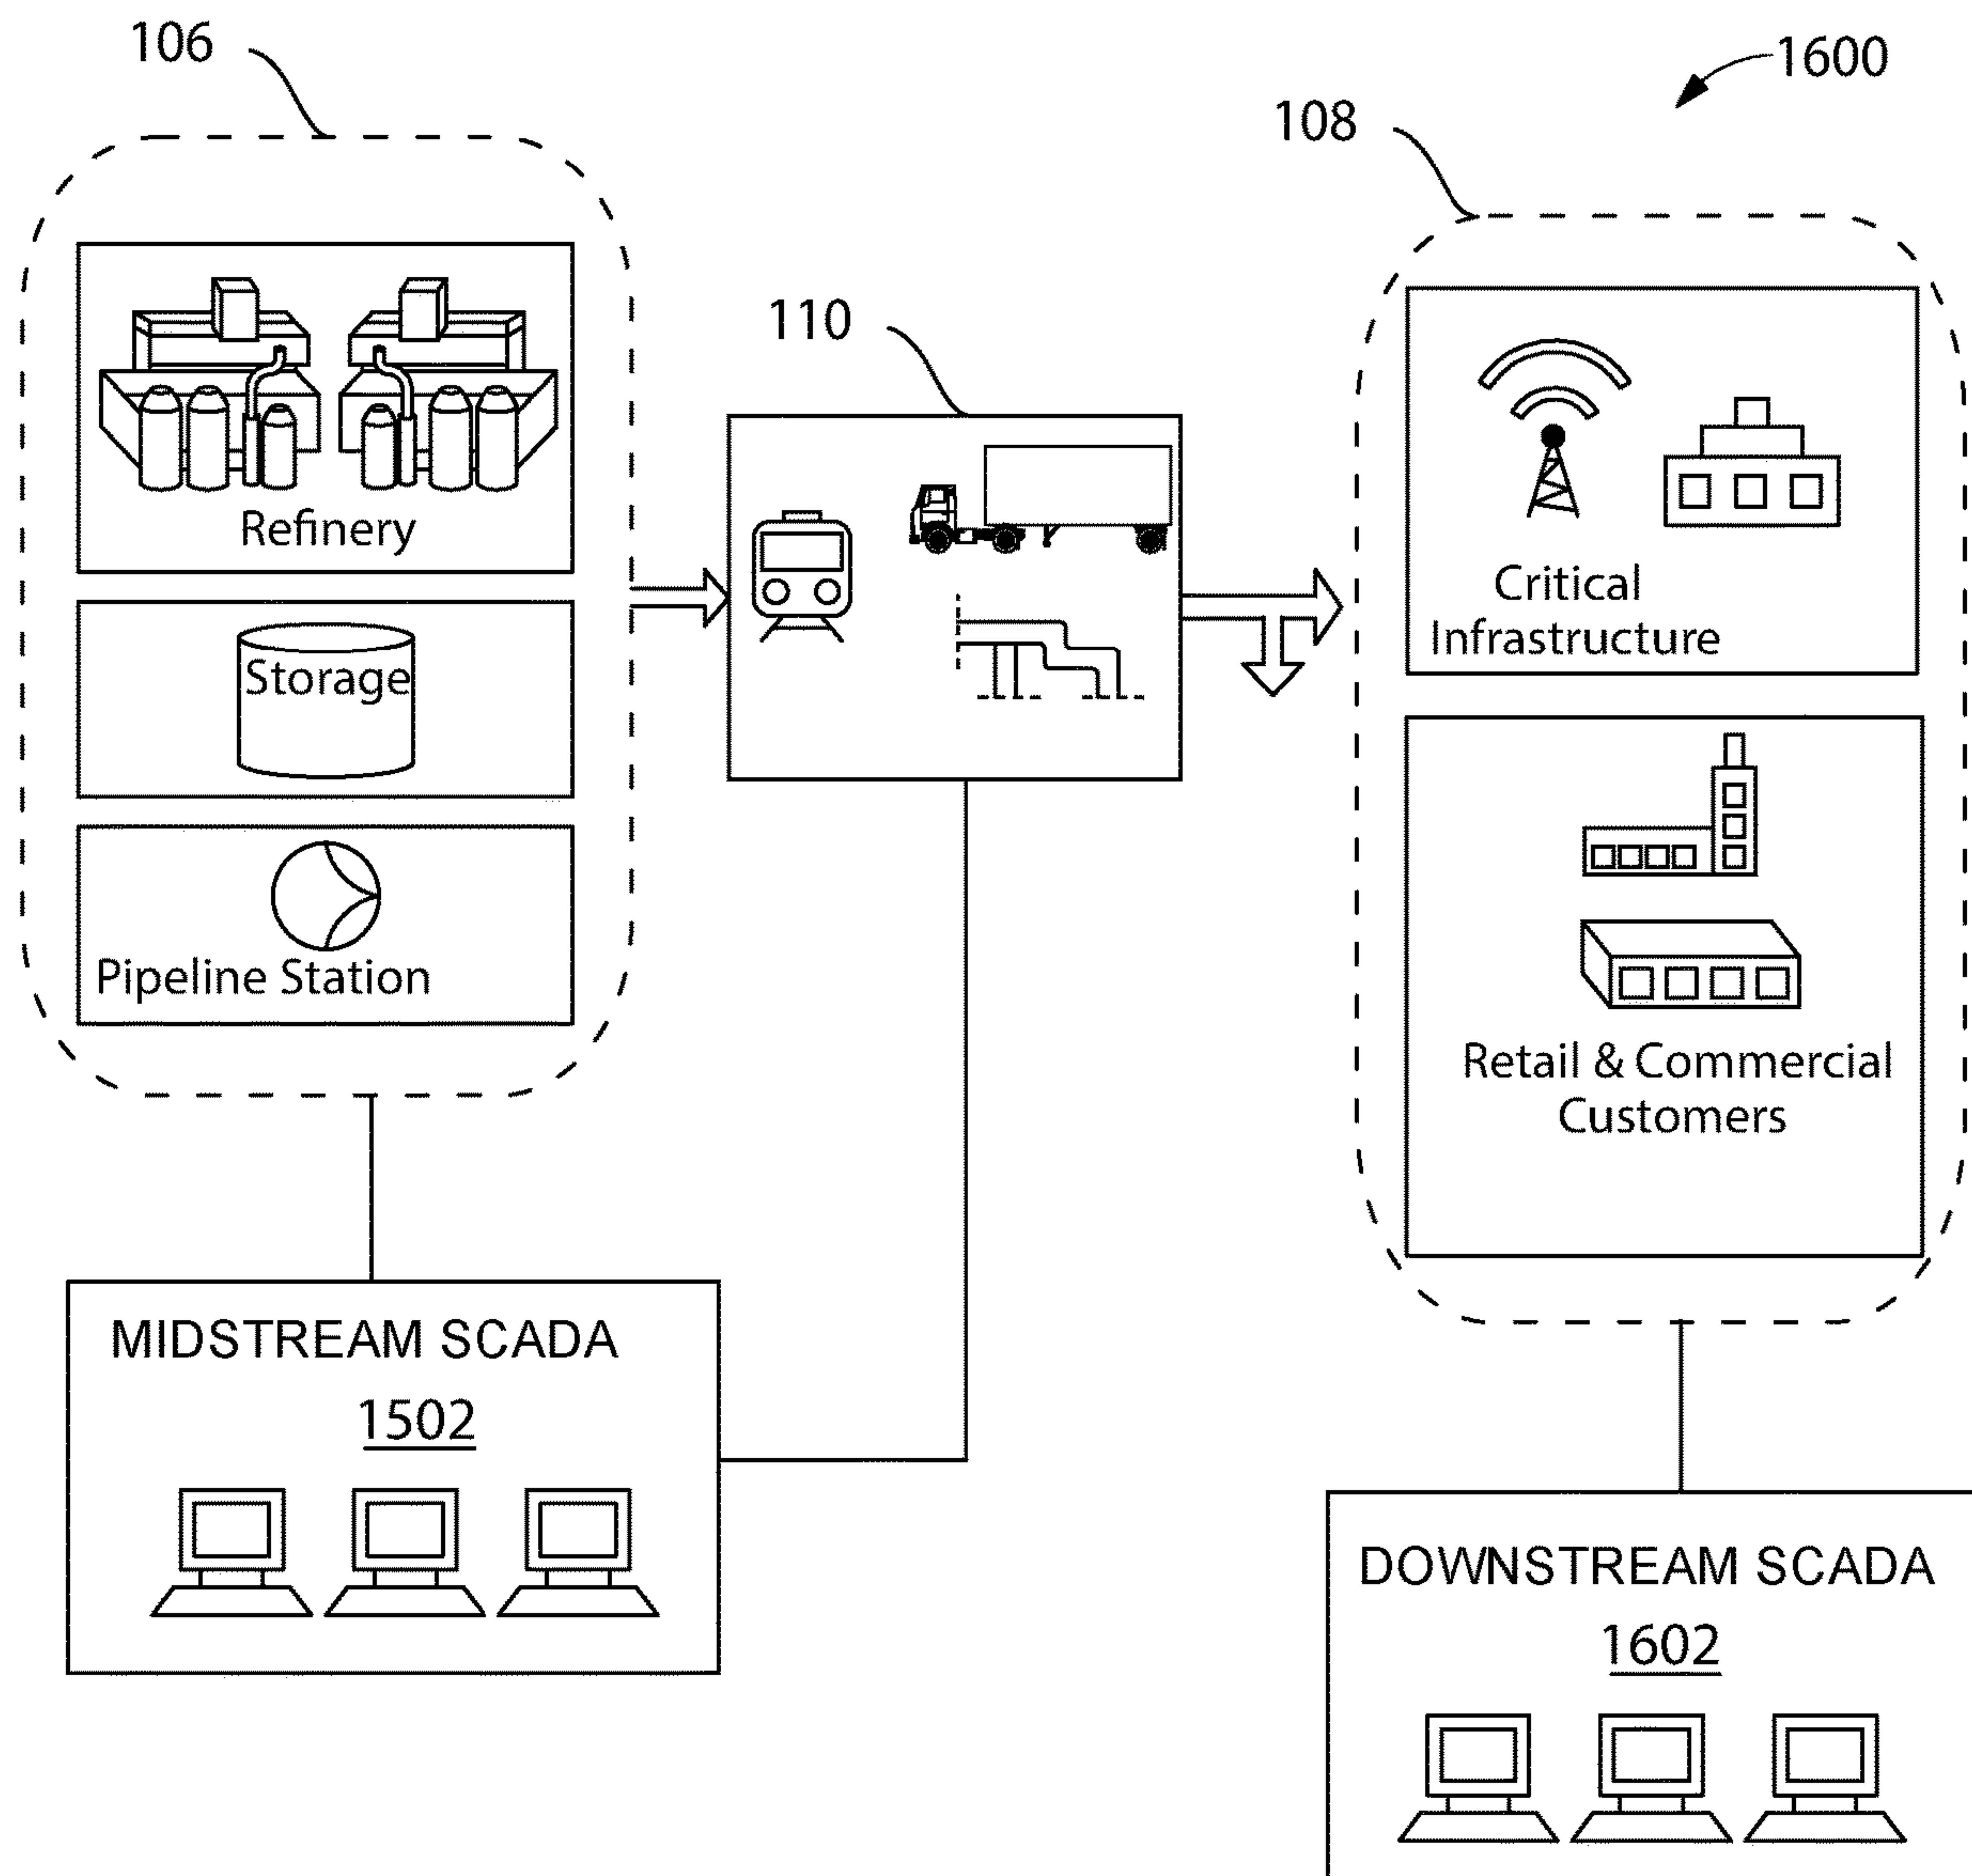 106
1600
108
110
Refinery
Storage
Pipeline Station
Critical
Infrastructure
Retail & Commercial
Customers
MIDSTREAM SCADA
1502
DOWNSTREAM SCADA
1602